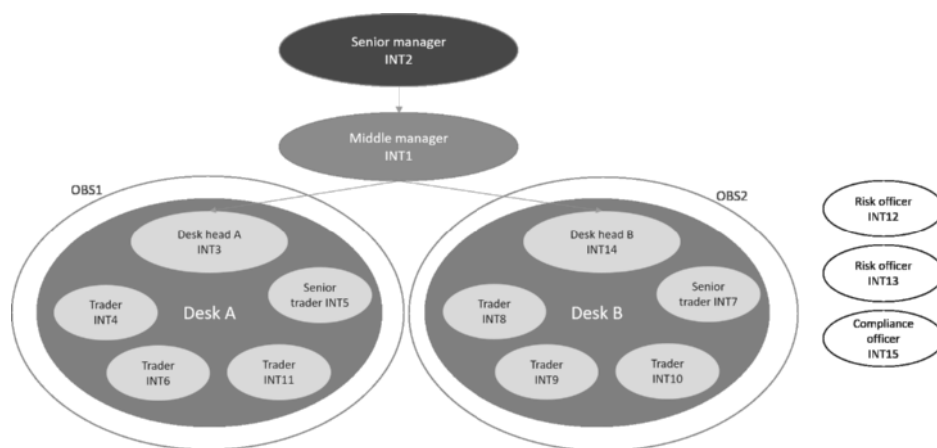 Senior manager
INT2
Middle manager
INT1
OBS1
OBS2
Desk head A
INT3
Senior
trader INT5
Trader
INT4
Desk A
Trader
INT6
Trader
INT11
Desk head B
INT14
Senior
trader INT7
Trader
INT8
Desk B
Trader
INT9
Trader
INT10
Risk officer
INT12
Risk officer
INT13
Compliance
officer
INT15